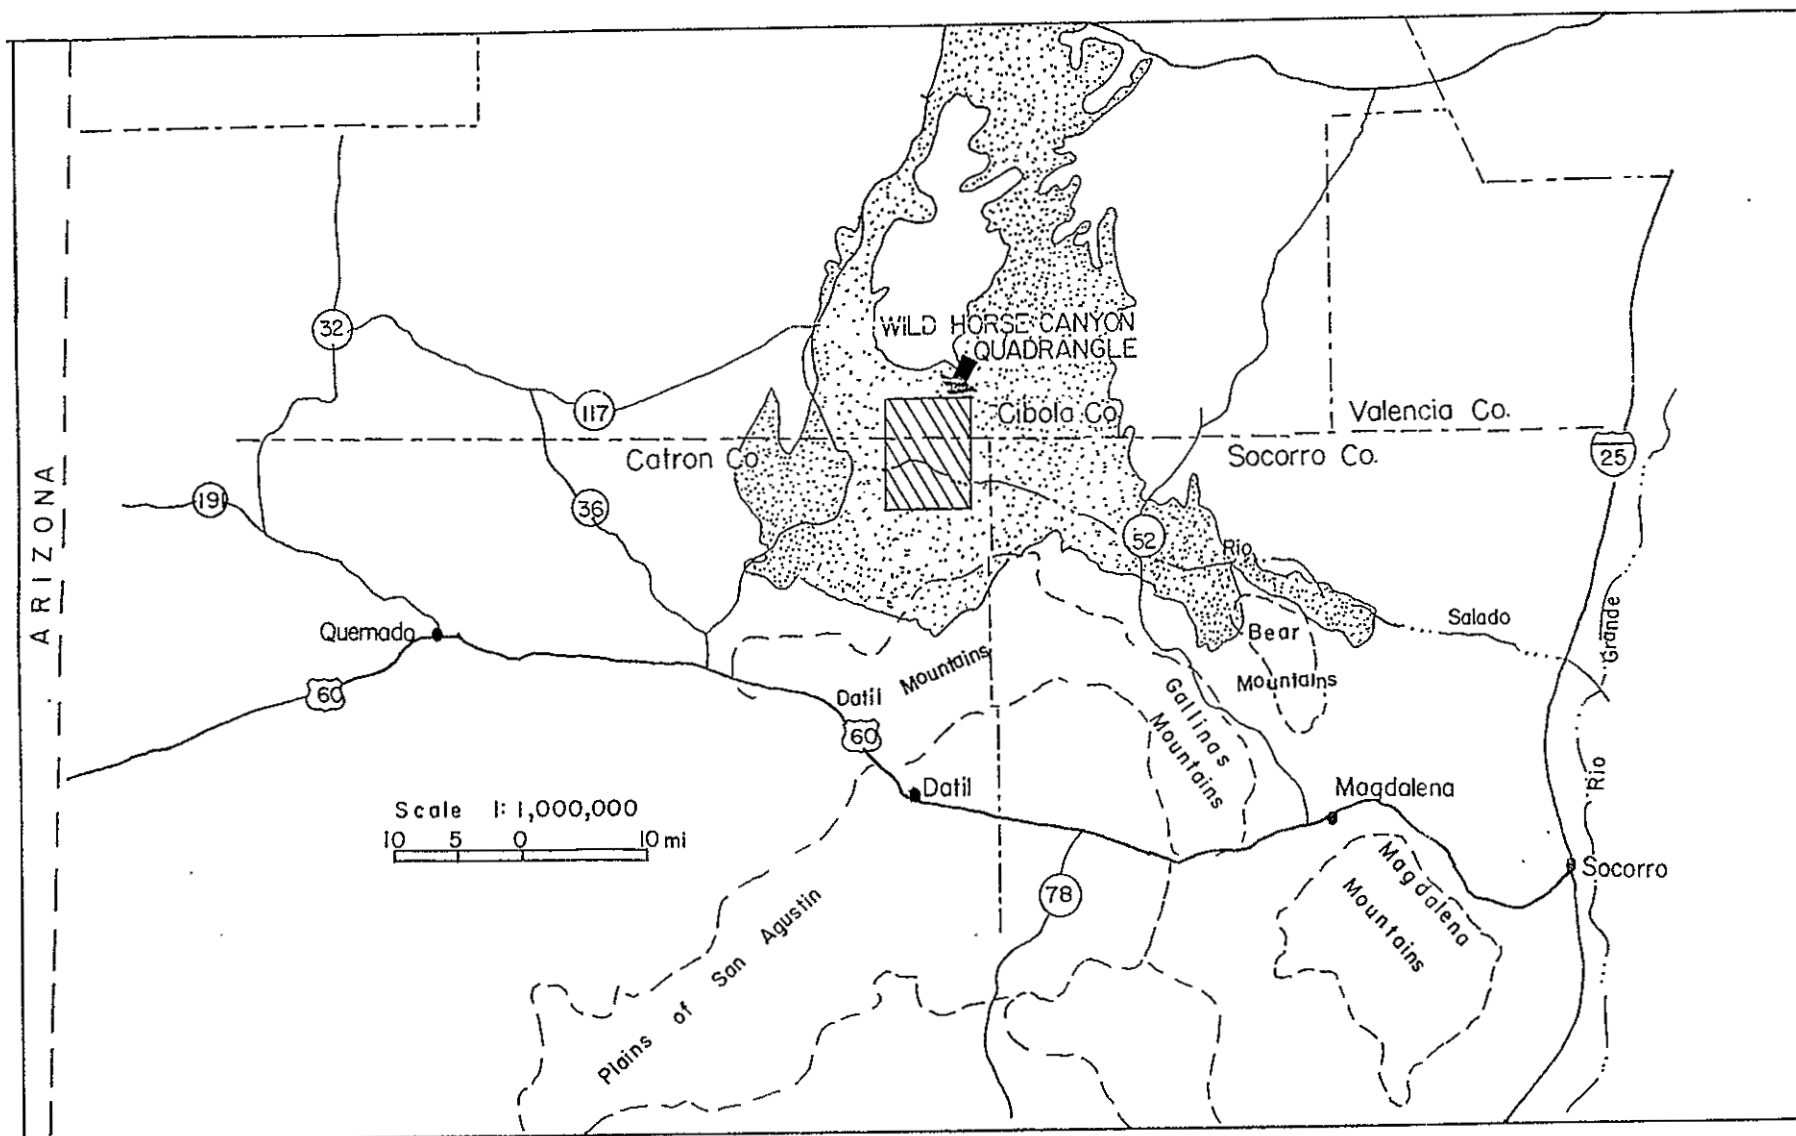 32
WILD HORSE CANYON
QUADRANGLE
117
Cibola Co
Valencia Co.
Catron Co
Socorro Co.
25
ARIZONA
19
36
52
Rio
Salado
Grande
Quemado
Bear
Mountains
60
Datil
Mountains
Gallinas
Mountains
60
Datil
Magdalena
Rio
Scale 1:1,000,000
10 5 0 10 mi
Socorro
78
Magdalena
Mountains
Plains of San Agustin